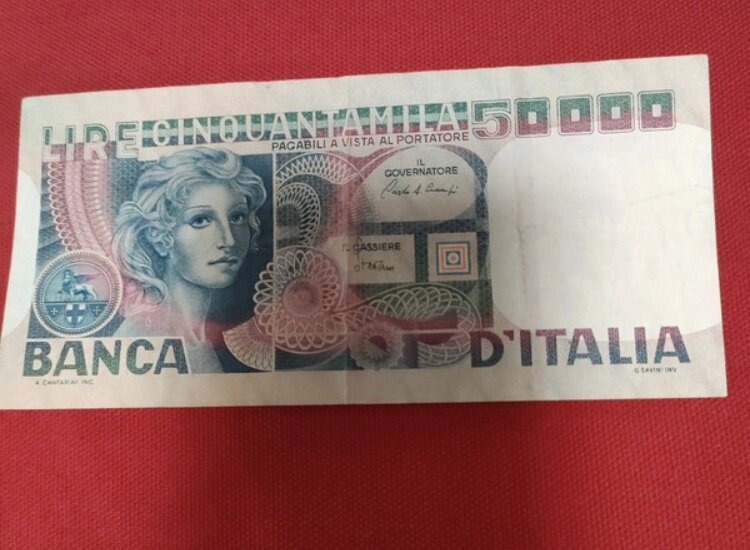 LIRE CINQUANTAMILA 50000
PAGABILI A VISTA AL PORTATORE
IL
GOVERNATORE
IL CASSIERE
BANCA D'ITALIA
A. CANFARINI INC.
G. SAVINI INV.